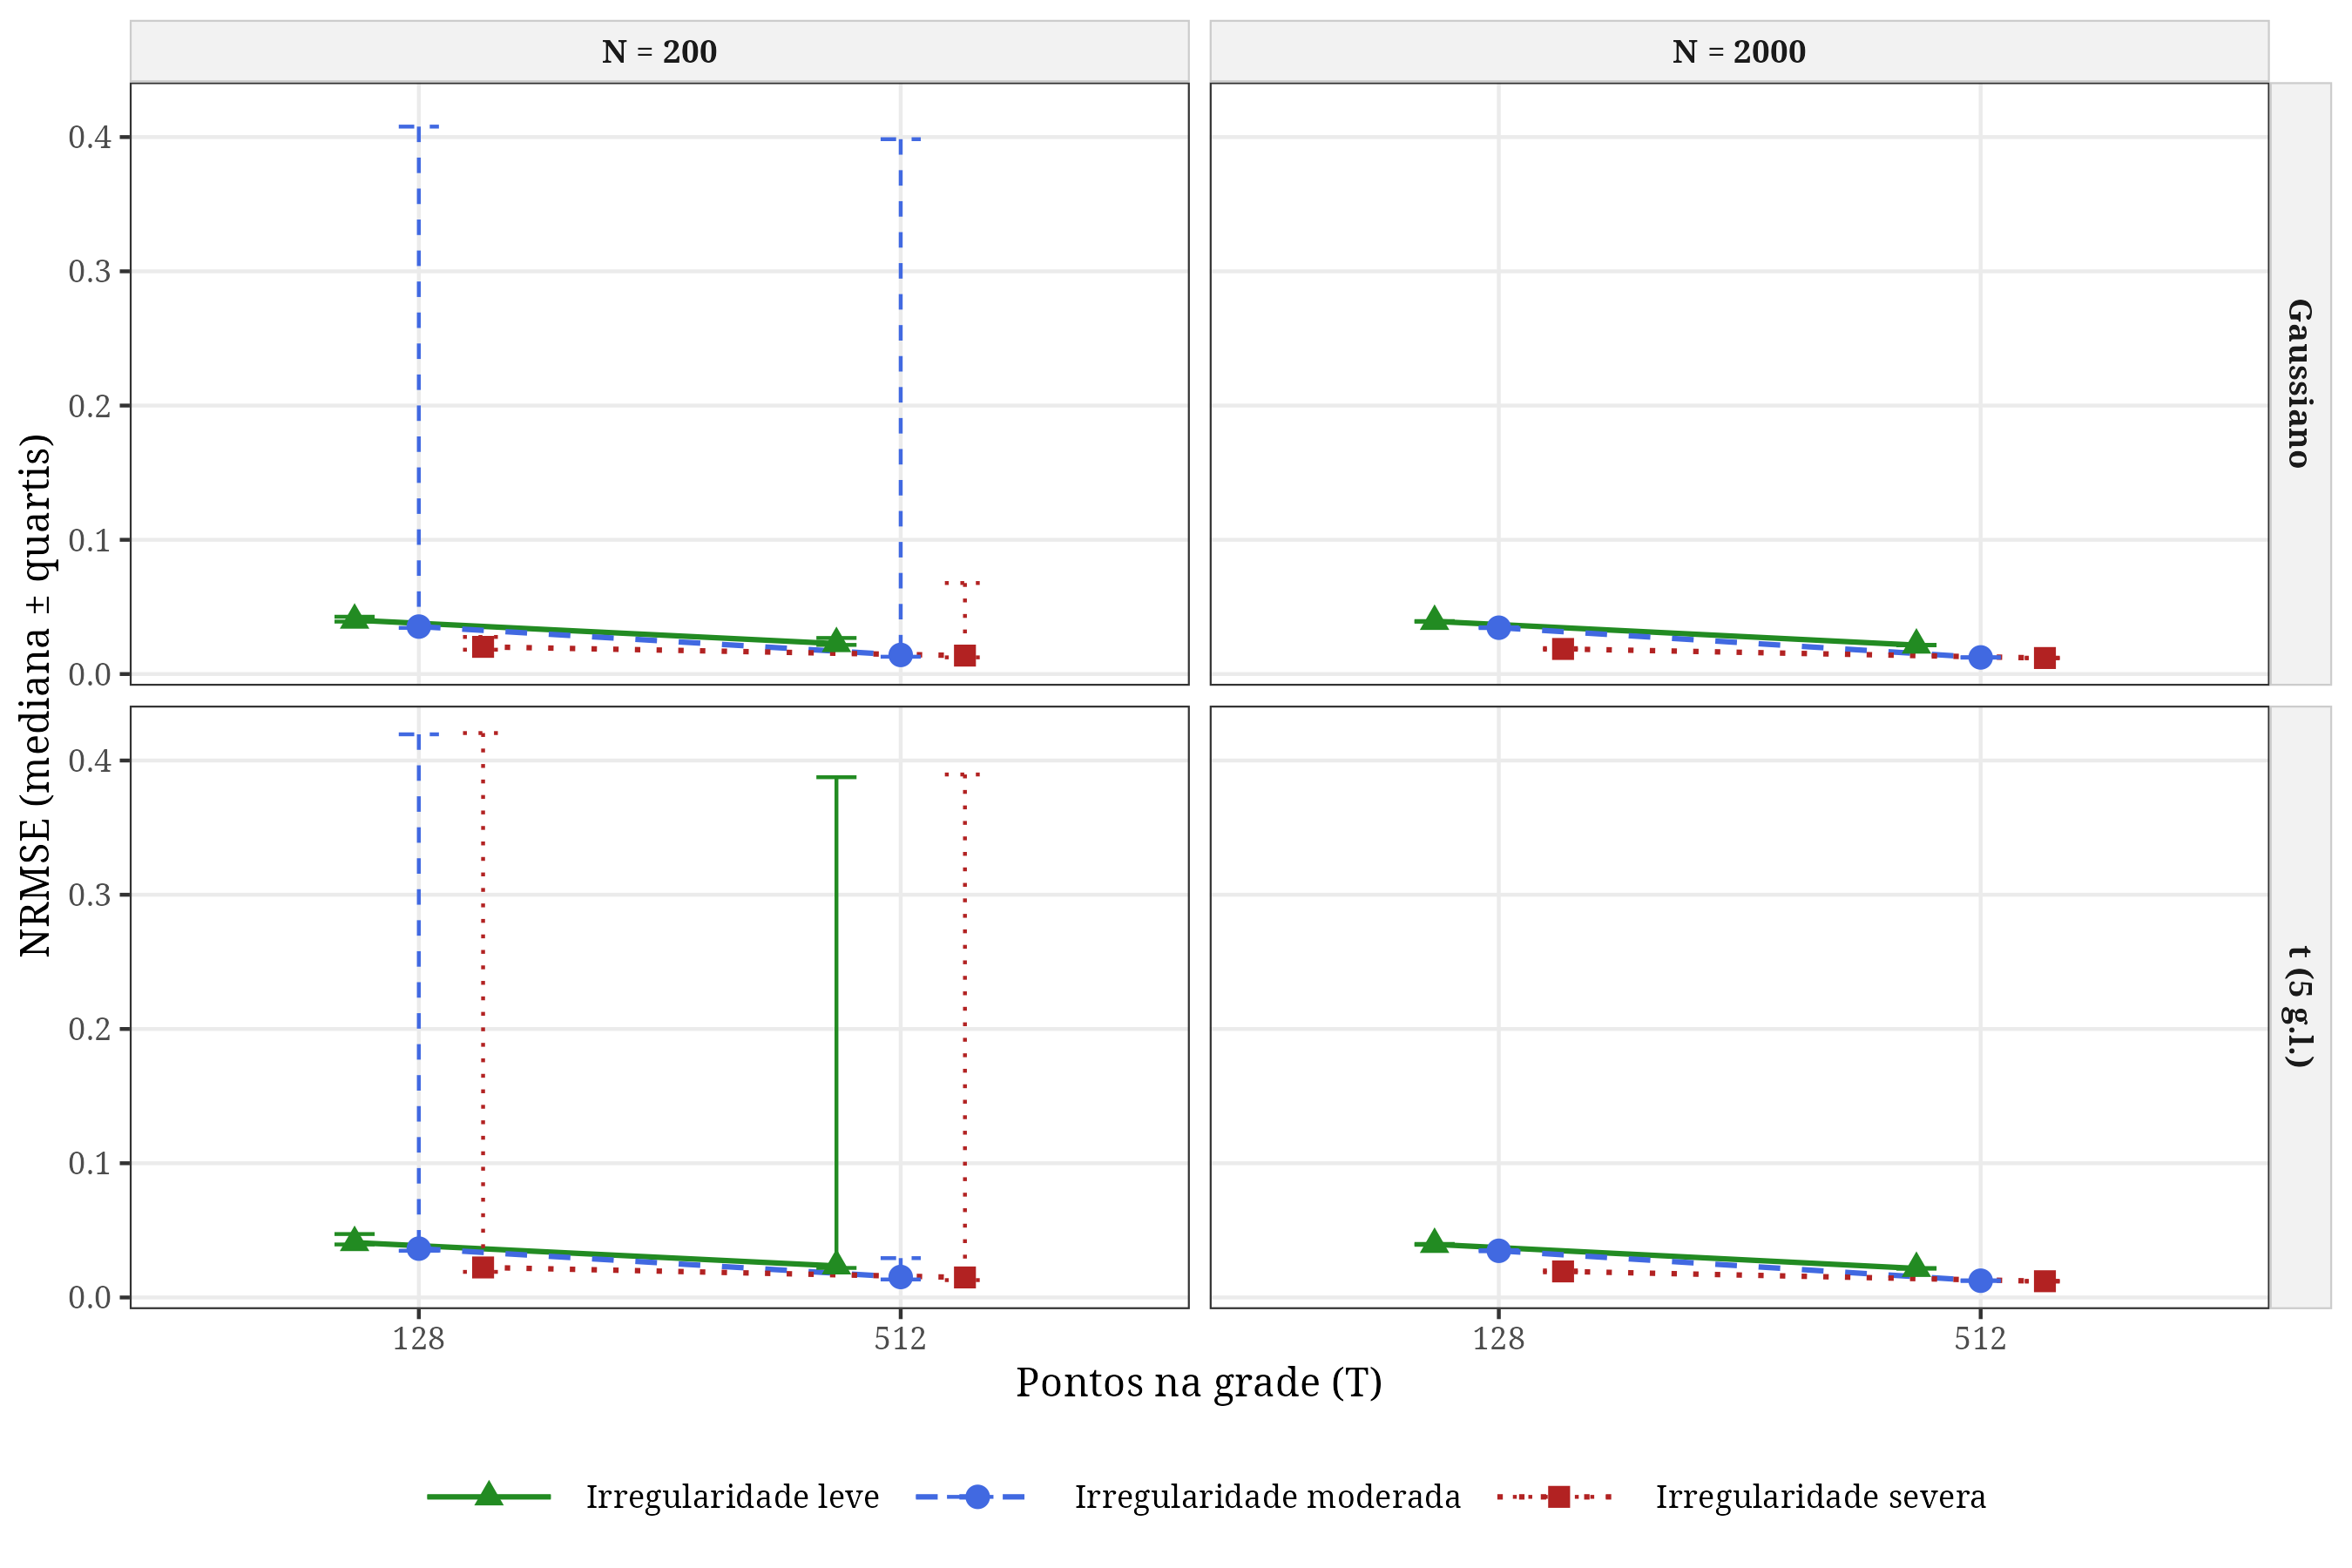 N = 200
N = 2000
0.4
0.3
0.2
0.1
0.0
Gaussiano
NRMSE (mediana ± quartis)
0.4
0.3
0.2
0.1
0.0
t (5 g.l.)
128
512
128
512
Pontos na grade (T)
Irregularidade leve
Irregularidade moderada
Irregularidade severa